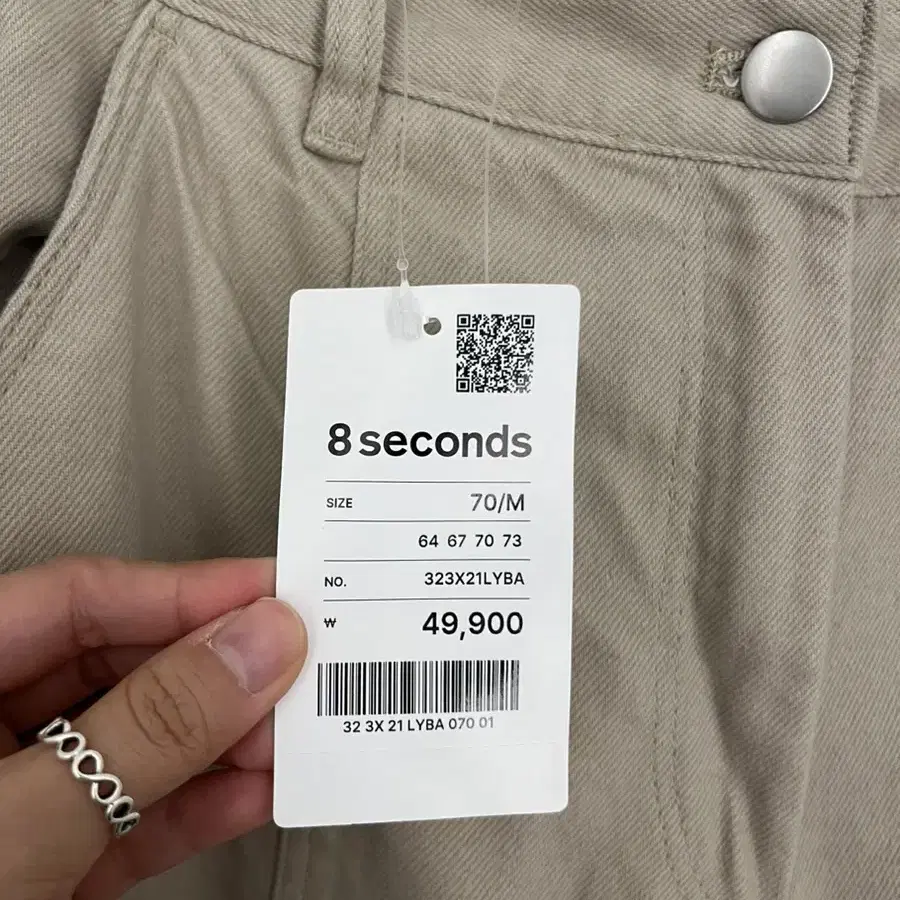 8 seconds
SIZE 70/M
64 67 70 73
NO. 323X21LYBA
₩ 49,900
32 3X 21 LYBA 070 01